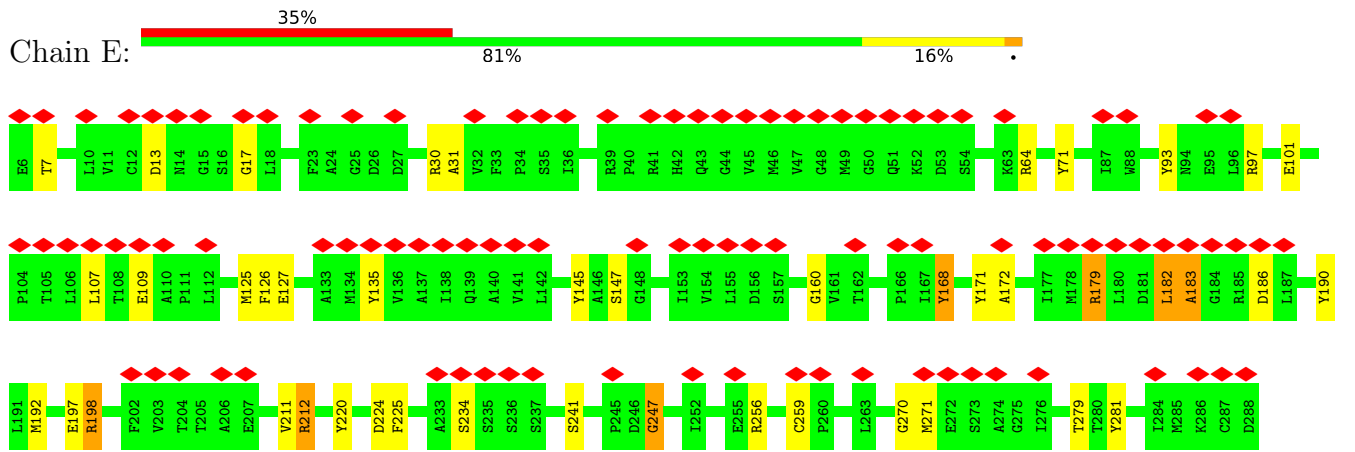 35%
Chain E:
81% 16% •
E6 T7 L10 V11 C12 D13 N14 G15 S16 G17 L18 F23 A24 G25 D26 D27 R30 A31 V32 F33 P34 S35 I36 R39 P40 R41 H42 Q43 G44 V45 M46 V47 G48 M49 G50 Q51 K52 D53 S54 K63 R64 Y71 I87 W88 Y93 N94 E95 L96 R97 E101
P104 T105 L106 L107 T108 E109 A110 P111 L112 M125 F126 E127 A133 M134 Y135 V136 A137 I138 Q139 A140 V141 L142 Y145 A146 S147 G148 I153 V154 L155 D156 S157 G160 V161 T162 P166 I167 Y168 Y171 A172 I177 M178 R179 L180 D181 L182 A183 G184 R185 D186 L187 Y190
L191 M192 E197 R198 F202 V203 T204 T205 A206 E207 V211 R212 Y220 D224 F225 A233 S234 S235 S236 S237 S241 P245 D246 G247 I252 E255 R256 C259 P260 L263 G270 M271 E272 S273 A274 G275 I276 T279 T280 Y281 I284 M285 K286 C287 D288